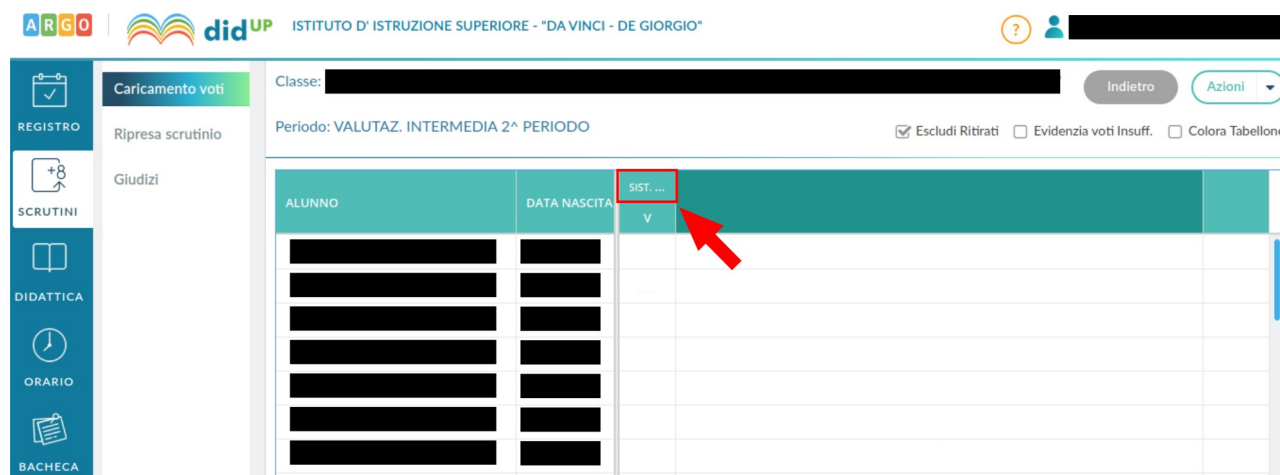 ARGO
didUP
ISTITUTO D' ISTRUZIONE SUPERIORE - "DA VINCI - DE GIORGIO"
?
REGISTRO
+8
SCRUTINI
DIDATTICA
ORARIO
BACHECA
Caricamento voti
Ripresa scrutinio
Giudizi
Classe:
Indietro
Azioni
Periodo: VALUTAZ. INTERMEDIA 2^ PERIODO
Escludi Ritirati
Evidenzia voti Insuff.
Colora Tabellone
ALUNNO
DATA NASCITA
SIST. ...
V